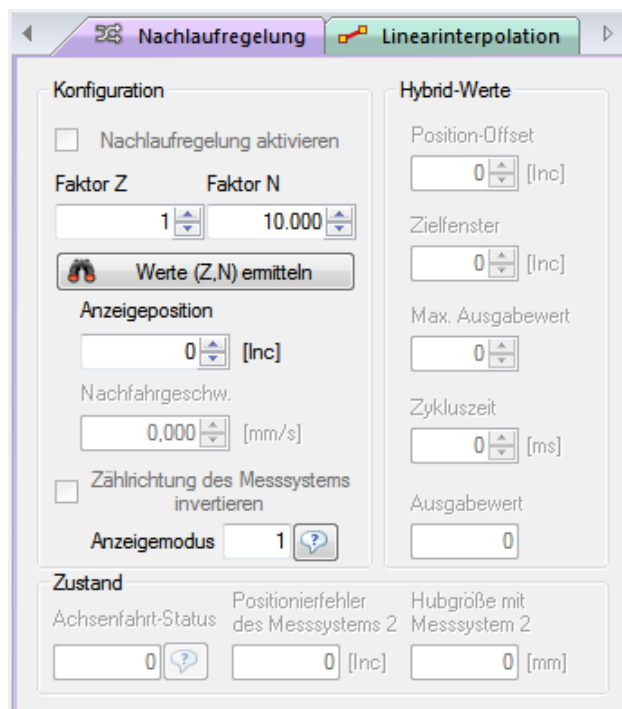 Nachlaufregelung Linearinterpolation
Konfiguration
Nachlaufregelung aktivieren
Faktor Z Faktor N
1 10.000
Werte (Z,N) ermitteln
Anzeigeposition
0 [Inc]
Nachfahrgeschw.
0,000 [mm/s]
Zählrichtung des Messsystems
invertieren
Anzeigemodus 1
Hybrid-Werte
Position-Offset
0 [Inc]
Zielfenster
0 [Inc]
Max. Ausgabewert
0
Zykluszeit
0 [ms]
Ausgabewert
0
Zustand
Achsenfahrt-Status
0
Positionierfehler
des Messsystems 2
0 [Inc]
Hubgröße mit
Messsystem 2
0 [mm]